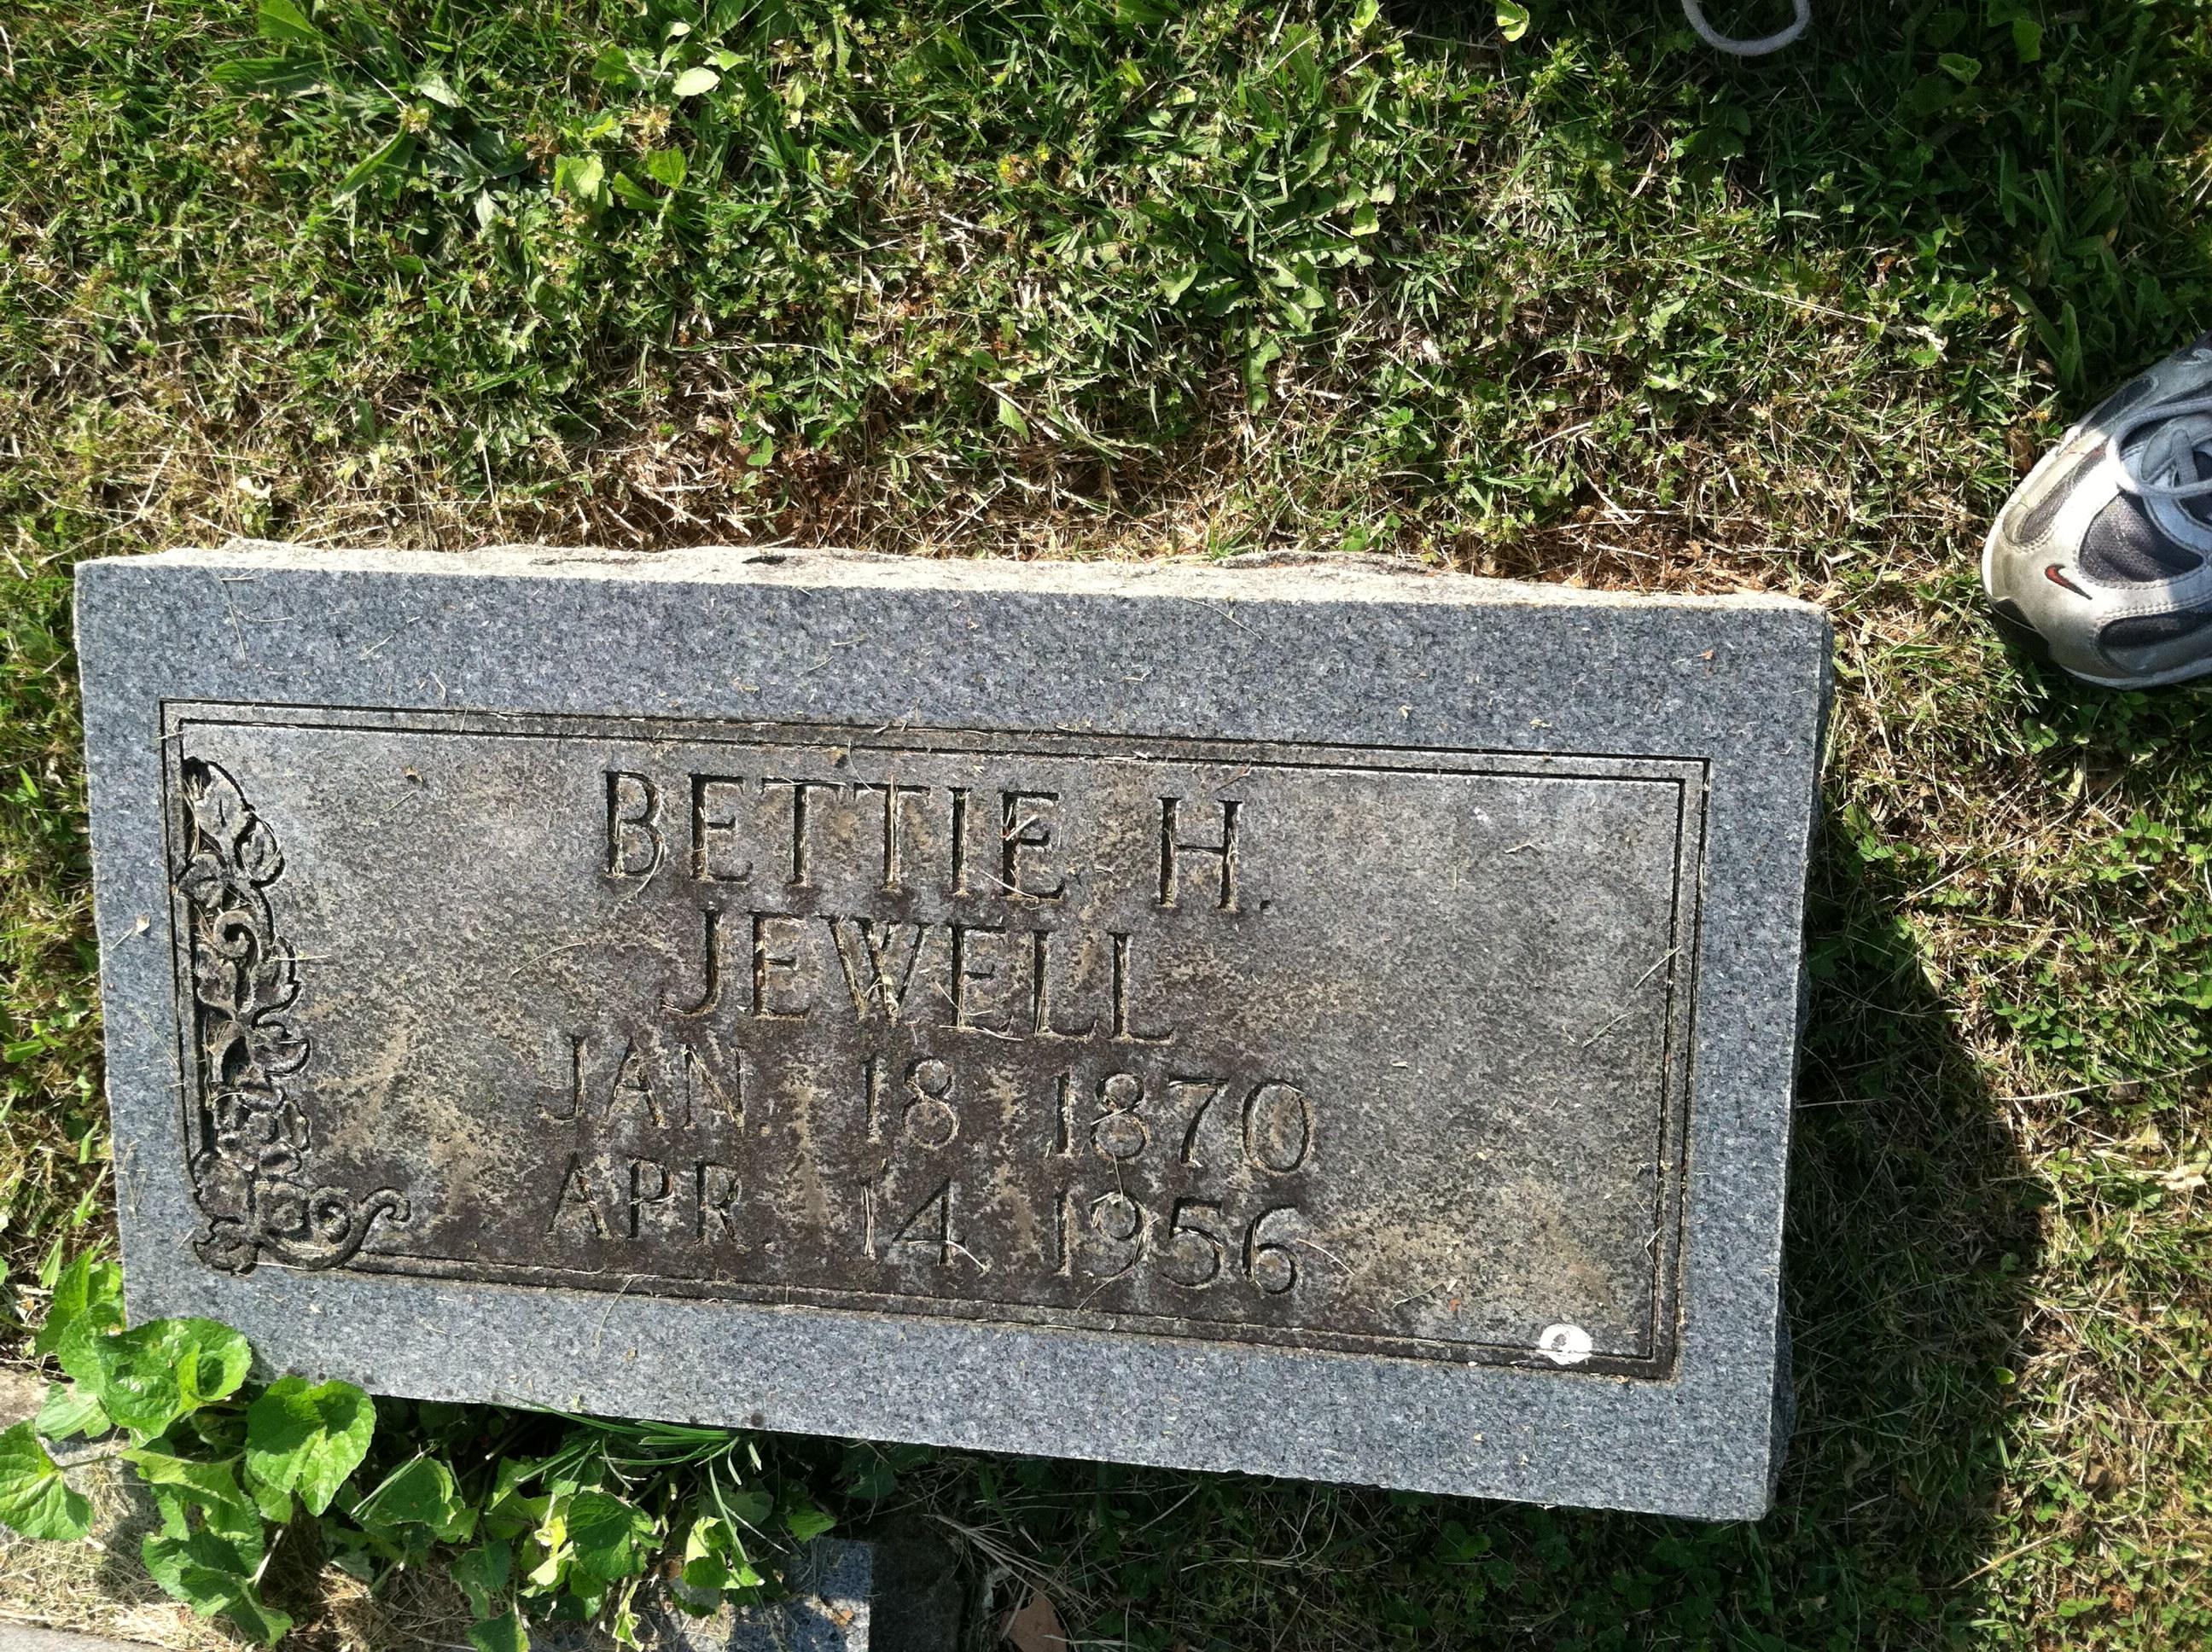 BETTIE H.
JEWELL
JAN. 18 1870
APR. 14 1956